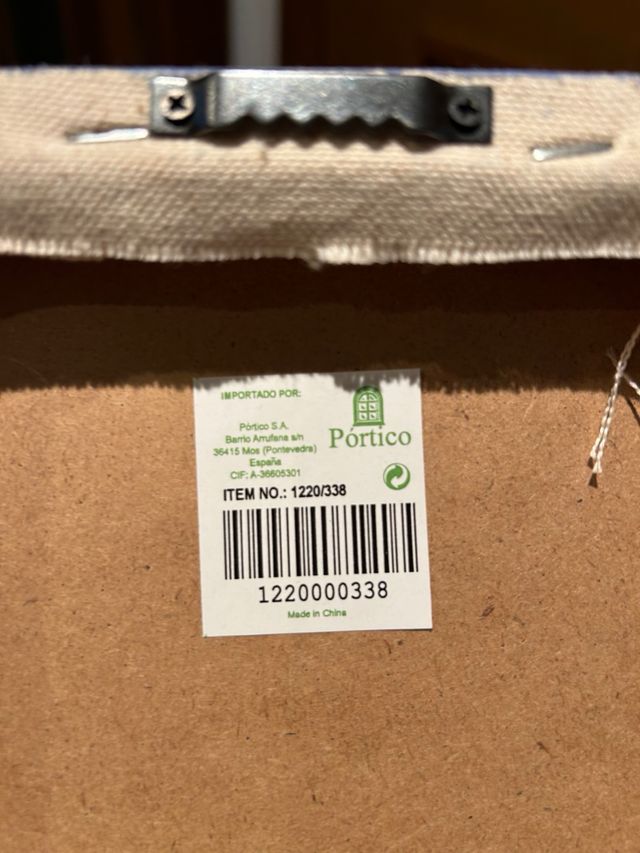 IMPORTADO POR:
Pórtico S.A.
Barrio Arrufana s/n
36415 Mos (Pontevedra)
España
CIF: A-36605301
Pórtico
ITEM NO.: 1220/338
1220000338
Made in China